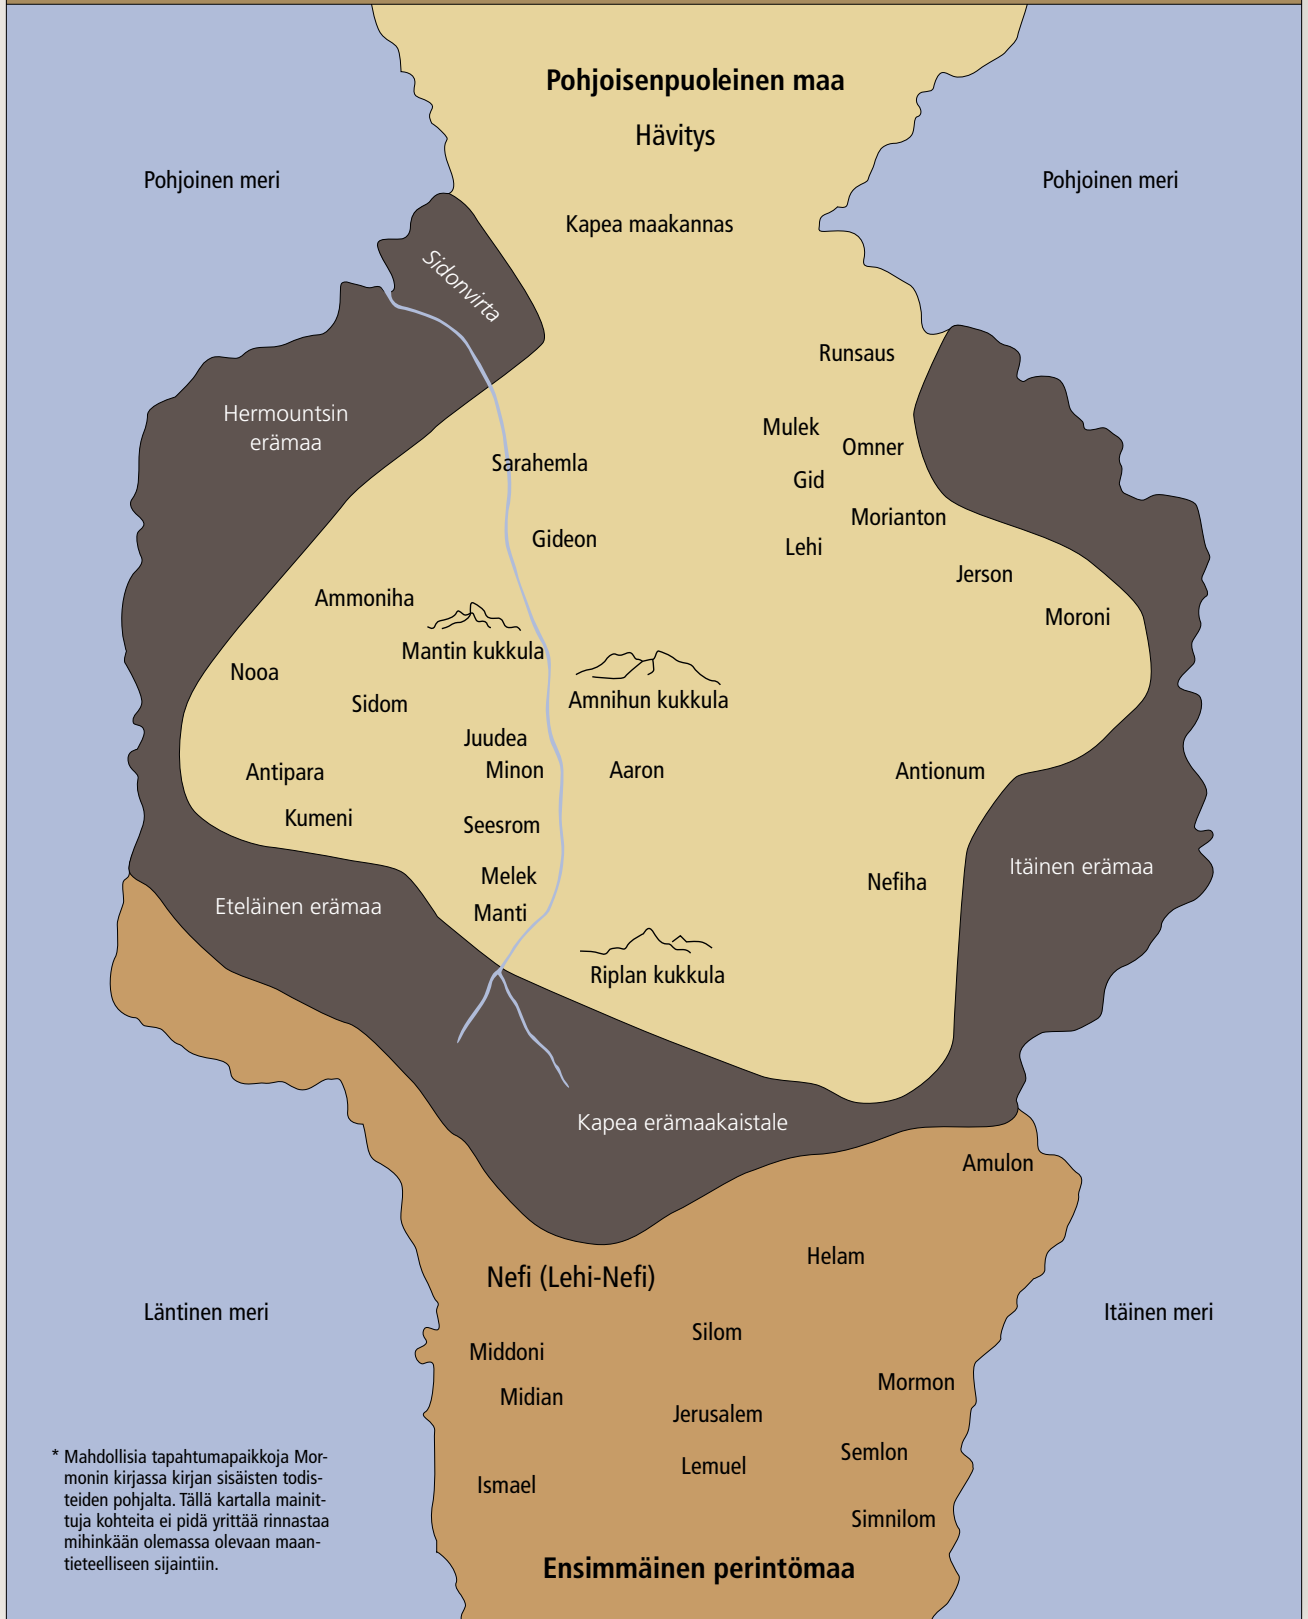 Pohjoisenpuoleinen maa
Hävitys
Pohjoinen meri
Pohjoinen meri
Kapea maakannas
Sidonvirta
Runsaus
Hermountsin
erämaa
Mulek
Omner
Sarahemla
Gid
Morianton
Gideon
Lehi
Jerson
Ammoniha
Moroni
Mantin kukkula
Nooa
Amnihun kukkula
Sidom
Juudea
Minon
Aaron
Antionum
Antipara
Kumeni
Seesrom
Itäinen erämaa
Melek
Nefiha
Eteläinen erämaa
Manti
Riplan kukkula
Kapea erämaakaistale
Amulon
Helam
Nefi (Lehi-Nefi)
Läntinen meri
Itäinen meri
Silom
Middoni
Mormon
Midian
Jerusalem
Semlon
Lemuel
Ismael
Simnilom
Ensimmäinen perintömaa
* Mahdollisia tapahtumapaikkoja Mor-
monin kirjassa kirjan sisäisten todis-
teiden pohjalta. Tällä kartalla mainit-
tuja kohteita ei pidä yrittää rinnastaa
mihinkään olemassa olevaan maan-
tieteelliseen sijaintiin.